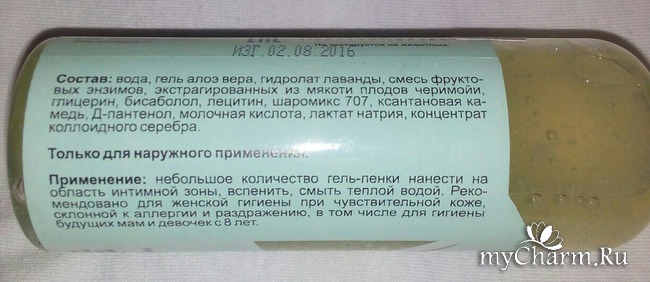 Не тестируется на животных.
ИЗГ.02.08.2016
Состав: вода, гель алоэ вера, гидролат лаванды, смесь фрукто-
вых энзимов, экстрагированных из мякоти плодов черимойи,
глицерин, бисаболол, лецитин, шаромикс 707, ксантановая ка-
медь, Д-пантенол, молочная кислота, лактат натрия, концентрат
коллоидного серебра.
Только для наружного применения.
Применение: небольшое количество гель-пенки нанести на
область интимной зоны, вспенить, смыть теплой водой. Реко-
мендовано для женской гигиены при чувствительной коже,
склонной к аллергии и раздражению, в том числе для гигиены
будущих мам и девочек с 8 лет.
myCharm.Ru